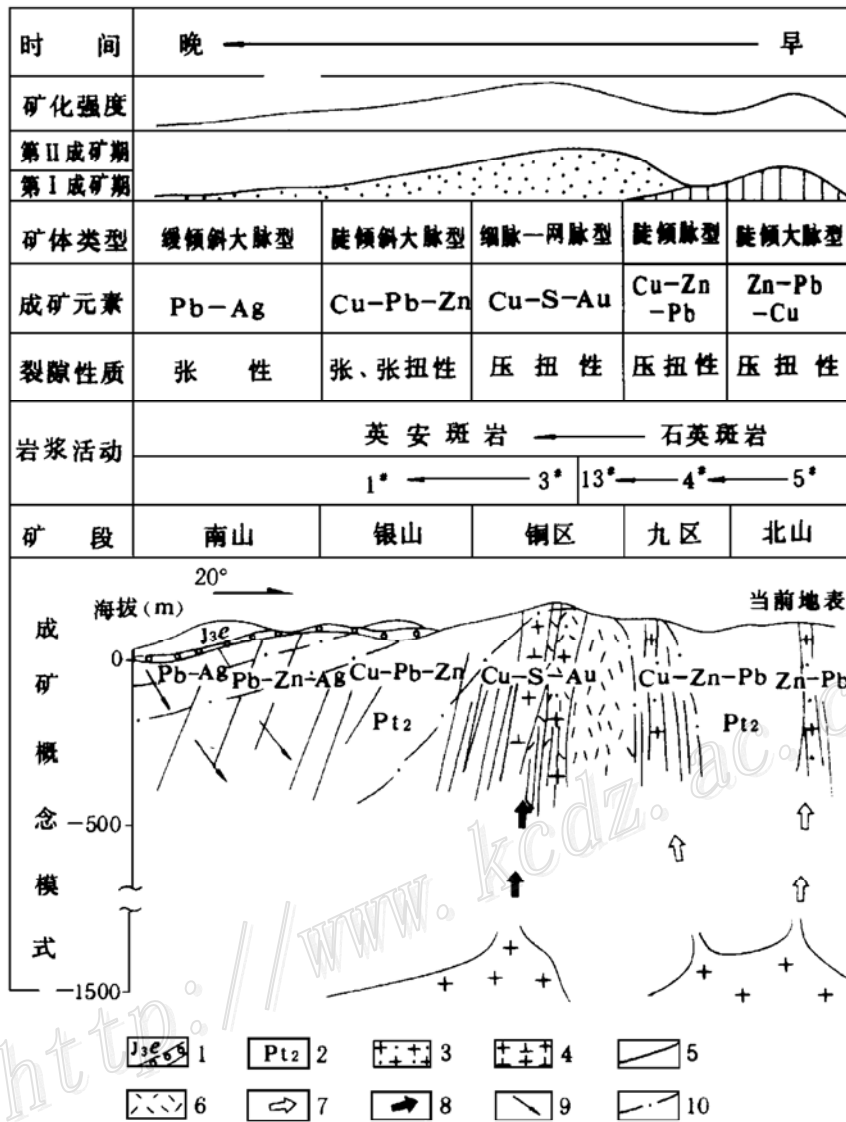 时 间 晚 早
矿化强度
第II成矿期
第I成矿期
矿体类型 缓倾斜大脉型 陡倾斜大脉型 细脉—网脉型 陡倾脉型 陡倾大脉型
成矿元素 Pb-Ag Cu-Pb-Zn Cu-S-Au Cu-Zn-Pb Zn-Pb-Cu
裂隙性质 张 性 张、张扭性 压 扭 性 压扭性 压 扭 性
岩浆活动 英安斑岩 石英斑岩
1# 3# 13# 4# 5#
矿 段 南山 银山 铜区 九区 北山
成矿概念模式
20°
海拔(m) 当前地表
J₃e
0
Pb-Ag Pb-Zn-Ag Cu-Pb-Zn Cu-S-Au Cu-Zn-Pb Zn-Pb
Pt₂ Pt₂
-500
-1500
J₃e 1 Pt₂ 2 3 4 5
6 7 8 9 10
http://www.kcdz.ac.c